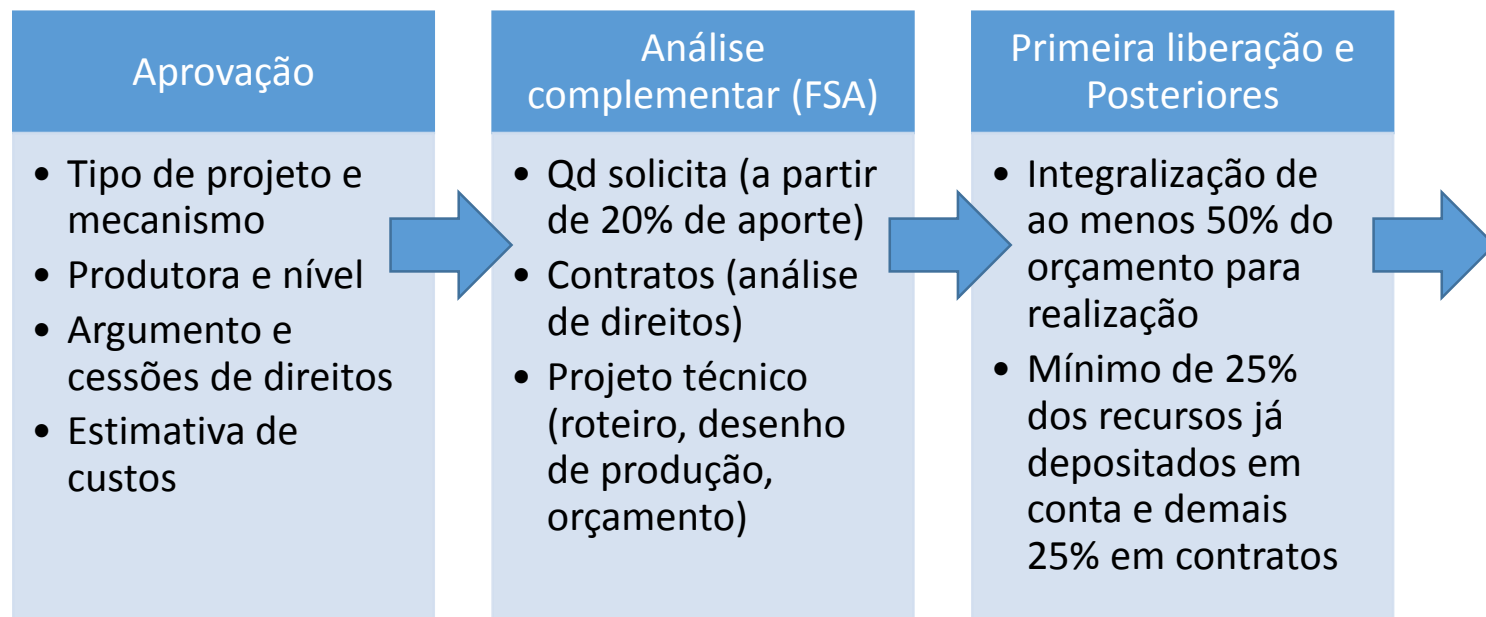 Aprovação
• Tipo de projeto e
mecanismo
• Produtora e nível
• Argumento e
cessões de direitos
• Estimativa de
custos
Análise
complementar (FSA)
• Qd solicita (a partir
de 20% de aporte)
• Contratos (análise
de direitos)
• Projeto técnico
(roteiro, desenho
de produção,
orçamento)
Primeira liberação e
Posteriores
• Integralização de
ao menos 50% do
orçamento para
realização
• Mínimo de 25%
dos recursos já
depositados em
conta e demais
25% em contratos